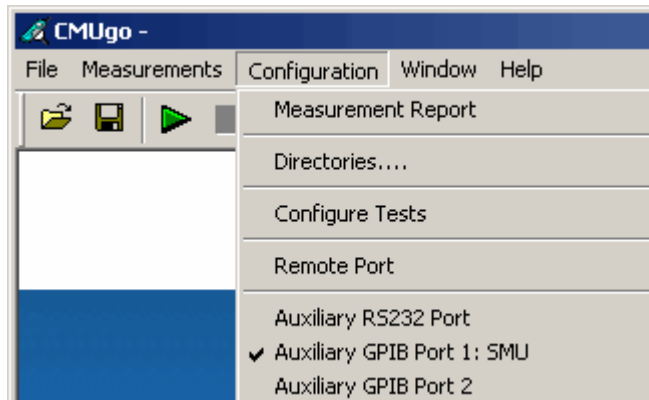 CMUgo -
File Measurements Configuration Window Help
Measurement Report
Directories....
Configure Tests
Remote Port
Auxiliary RS232 Port
Auxiliary GPIB Port 1: SMU
Auxiliary GPIB Port 2